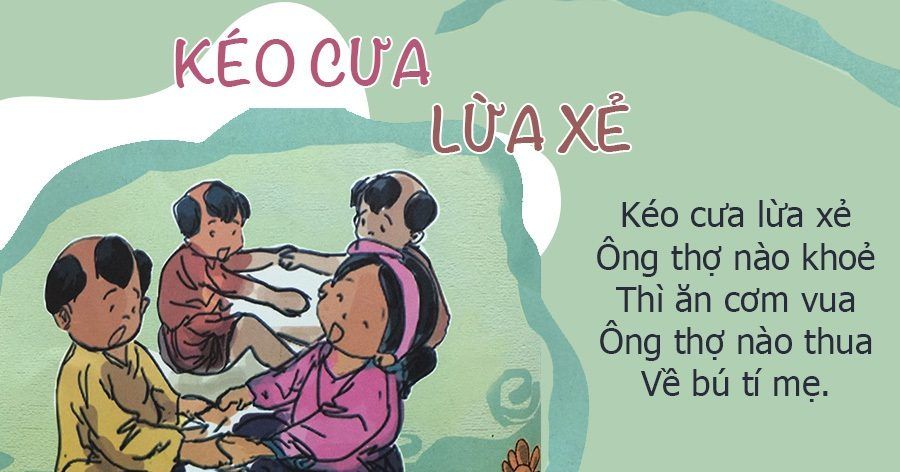 KÉO CƯA
LỪA XẺ
Kéo cưa lừa xẻ
Ông thợ nào khoẻ
Thì ăn cơm vua
Ông thợ nào thua
Về bú tí mẹ.